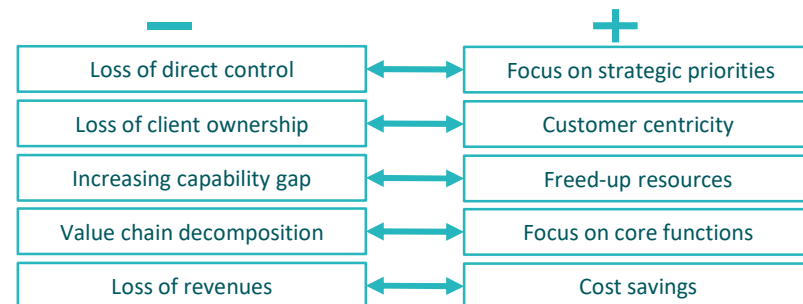 Loss of direct control
Focus on strategic priorities
Loss of client ownership
Customer centricity
Increasing capability gap
Freed-up resources
Value chain decomposition
Focus on core functions
Loss of revenues
Cost savings